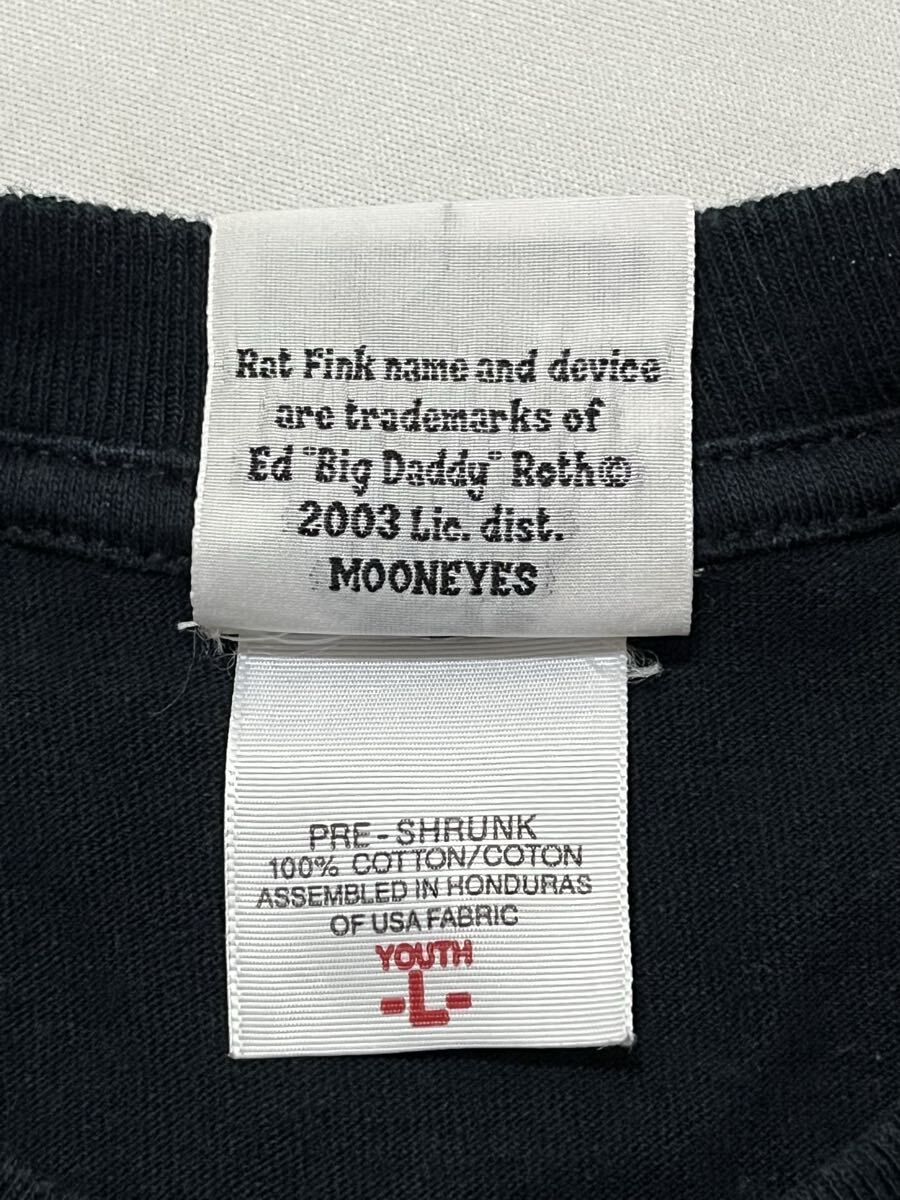 Rat Fink name and device
are trademarks of
Ed "Big Daddy" Roth©
2003 Lic. dist.
MOONEYES
PRE-SHRUNK
100% COTTON/COTON
ASSEMBLED IN HONDURAS
OF USA FABRIC
YOUTH
-L-